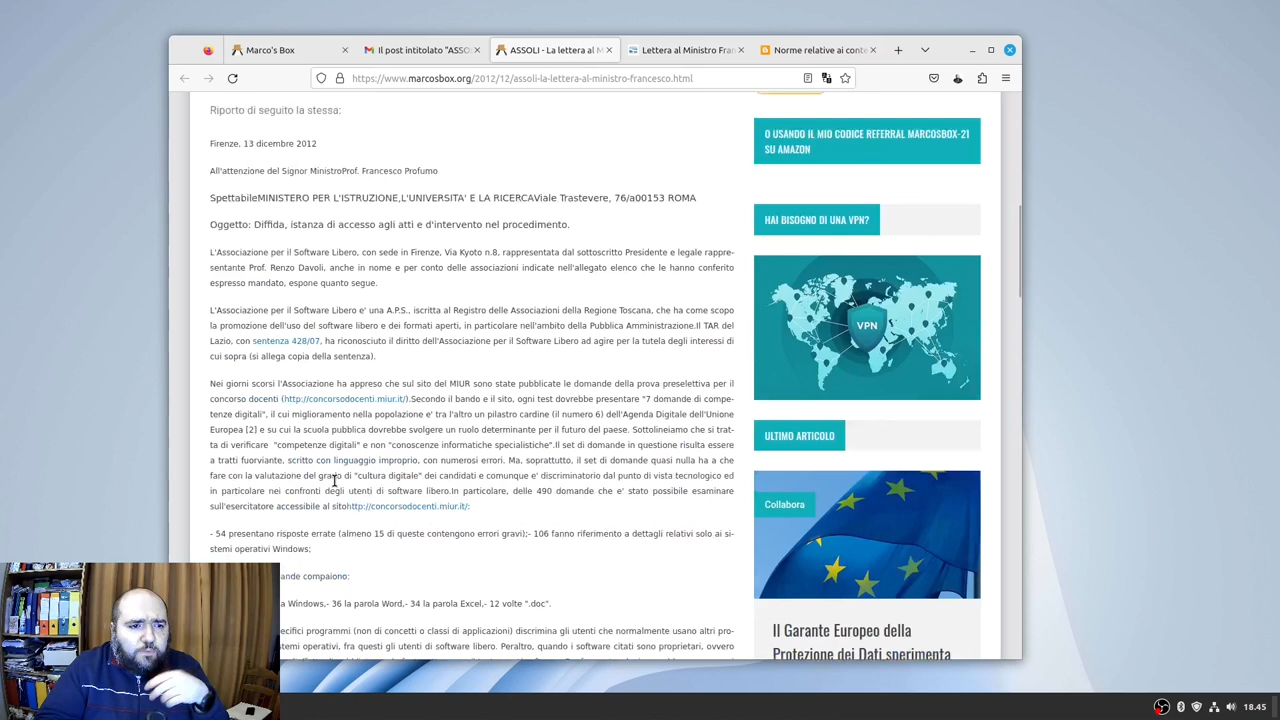 Marco's Box
Il post intitolato "ASSO
ASSOLI - La lettera al M
Lettera al Ministro Fran
Norme relative ai conte
https://www.marcosbox.org/2012/12/assoli-la-lettera-al-ministro-francesco.html
Riporto di seguito la stessa:
Firenze, 13 dicembre 2012
All'attenzione del Signor MinistroProf. Francesco Profumo
SpettabileMINISTERO PER L'ISTRUZIONE,L'UNIVERSITA' E LA RICERCAViale Trastevere, 76/a00153 ROMA
Oggetto: Diffida, istanza di accesso agli atti e d'intervento nel procedimento.
L'Associazione per il Software Libero, con sede in Firenze, Via Kyoto n.8, rappresentata dal sottoscritto Presidente e legale rappre-
sentante Prof. Renzo Davoli, anche in nome e per conto delle associazioni indicate nell'allegato elenco che le hanno conferito
espresso mandato, espone quanto segue.
L'Associazione per il Software Libero e' una A.P.S., iscritta al Registro delle Associazioni della Regione Toscana, che ha come scopo
la promozione dell'uso del software libero e dei formati aperti, in particolare nell'ambito della Pubblica Amministrazione.Il TAR del
Lazio, con sentenza 428/07, ha riconosciuto il diritto dell'Associazione per il Software Libero ad agire per la tutela degli interessi di
cui sopra (si allega copia della sentenza).
Nei giorni scorsi l'Associazione ha appreso che sul sito del MIUR sono state pubblicate le domande della prova preselettiva per il
concorso docenti (http://concorsodocenti.miur.it/).Secondo il bando e il sito, ogni test dovrebbe presentare "7 domande di compe-
tenze digitali", il cui miglioramento nella popolazione e' tra l'altro un pilastro cardine (il numero 6) dell'Agenda Digitale dell'Unione
Europea [2] e su cui la scuola pubblica dovrebbe svolgere un ruolo determinante per il futuro del paese. Sottolineiamo che si trat-
ta di verificare "competenze digitali" e non "conoscenze informatiche specialistiche".Il set di domande in questione risulta essere
a tratti fuorviante, scritto con linguaggio improprio, con numerosi errori. Ma, soprattutto, il set di domande quasi nulla ha a che
fare con la valutazione del grado di "cultura digitale" dei candidati e comunque e' discriminatorio dal punto di vista tecnologico ed
in particolare nei confronti degli utenti di software libero.In particolare, delle 490 domande che e' stato possibile esaminare
sull'esercitatore accessibile al sitohttp://concorsodocenti.miur.it/:
- 54 presentano risposte errate (almeno 15 di queste contengono errori gravi);- 106 fanno riferimento a dettagli relativi solo ai si-
stemi operativi Windows;
ande compaiono:
a Windows,- 36 la parola Word,- 34 la parola Excel,- 12 volte ".doc".
ecifici programmi (non di concetti o classi di applicazioni) discrimina gli utenti che normalmente usano altri pro-
stemi operativi, fra questi gli utenti di software libero. Peraltro, quando i software citati sono proprietari, ovvero
O USANDO IL MIO CODICE REFERRAL MARCOSBOX-21
SU AMAZON
HAI BISOGNO DI UNA VPN?
VPN
ULTIMO ARTICOLO
Collabora
Il Garante Europeo della
Protezione dei Dati sperimenta
18.45